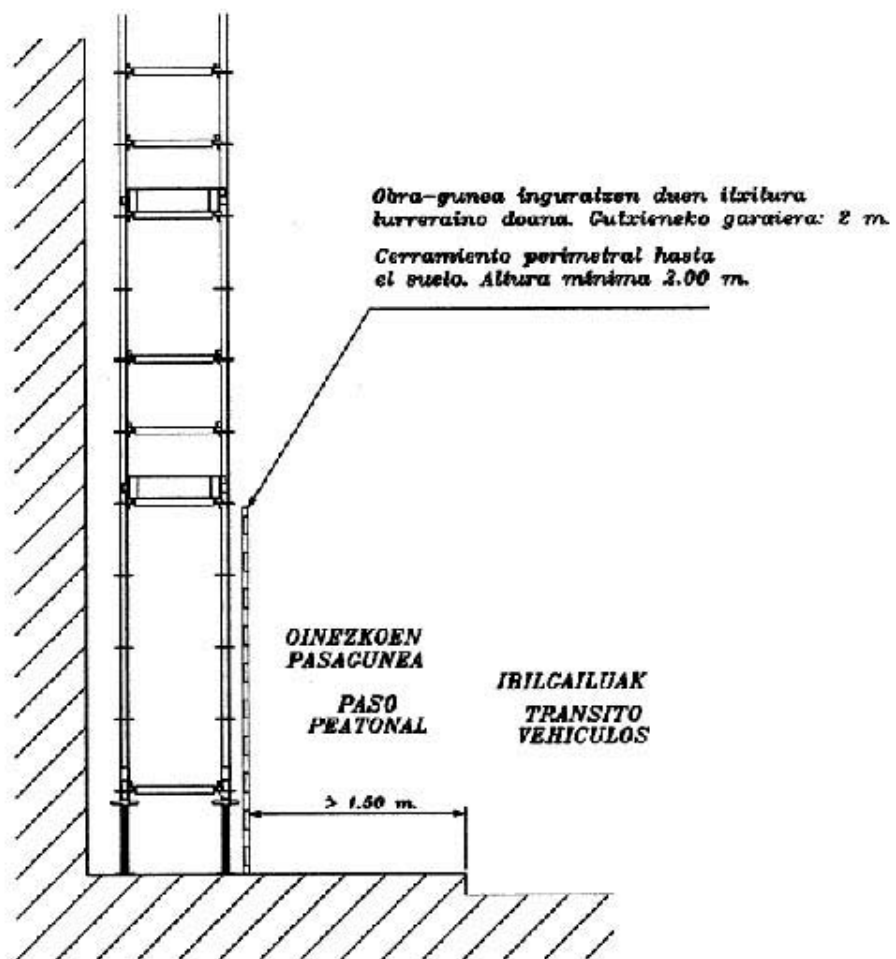 Obra-gunea inguratzen duen itxitura
lurreraino doana. Gutxieneko garaiera: 2 m.
Cerramiento perimetral hasta
el suelo. Altura mínima 2.00 m.
OINEZKOEN
PASAGUNEA
PASO
PEATONAL
IBILGAILUAK
TRANSITO
VEHICULOS
> 1.50 m.